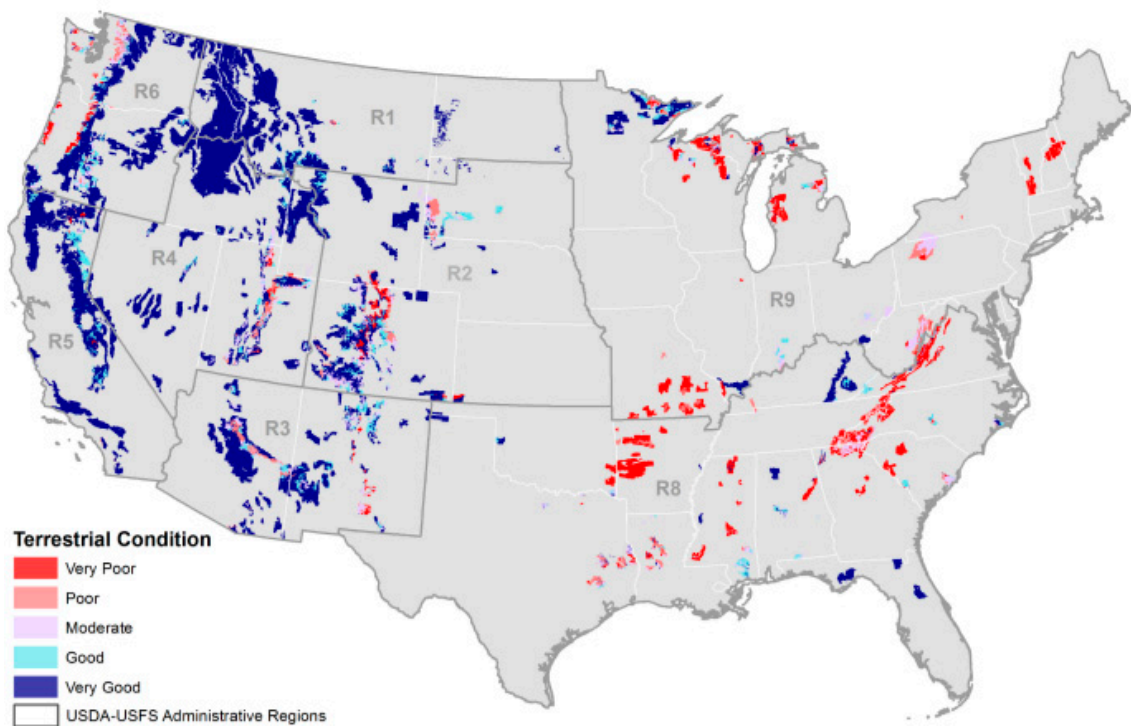 R6
R1
R4
R2
R9
R5
R3
R8
Terrestrial Condition
Very Poor
Poor
Moderate
Good
Very Good
USDA-USFS Administrative Regions